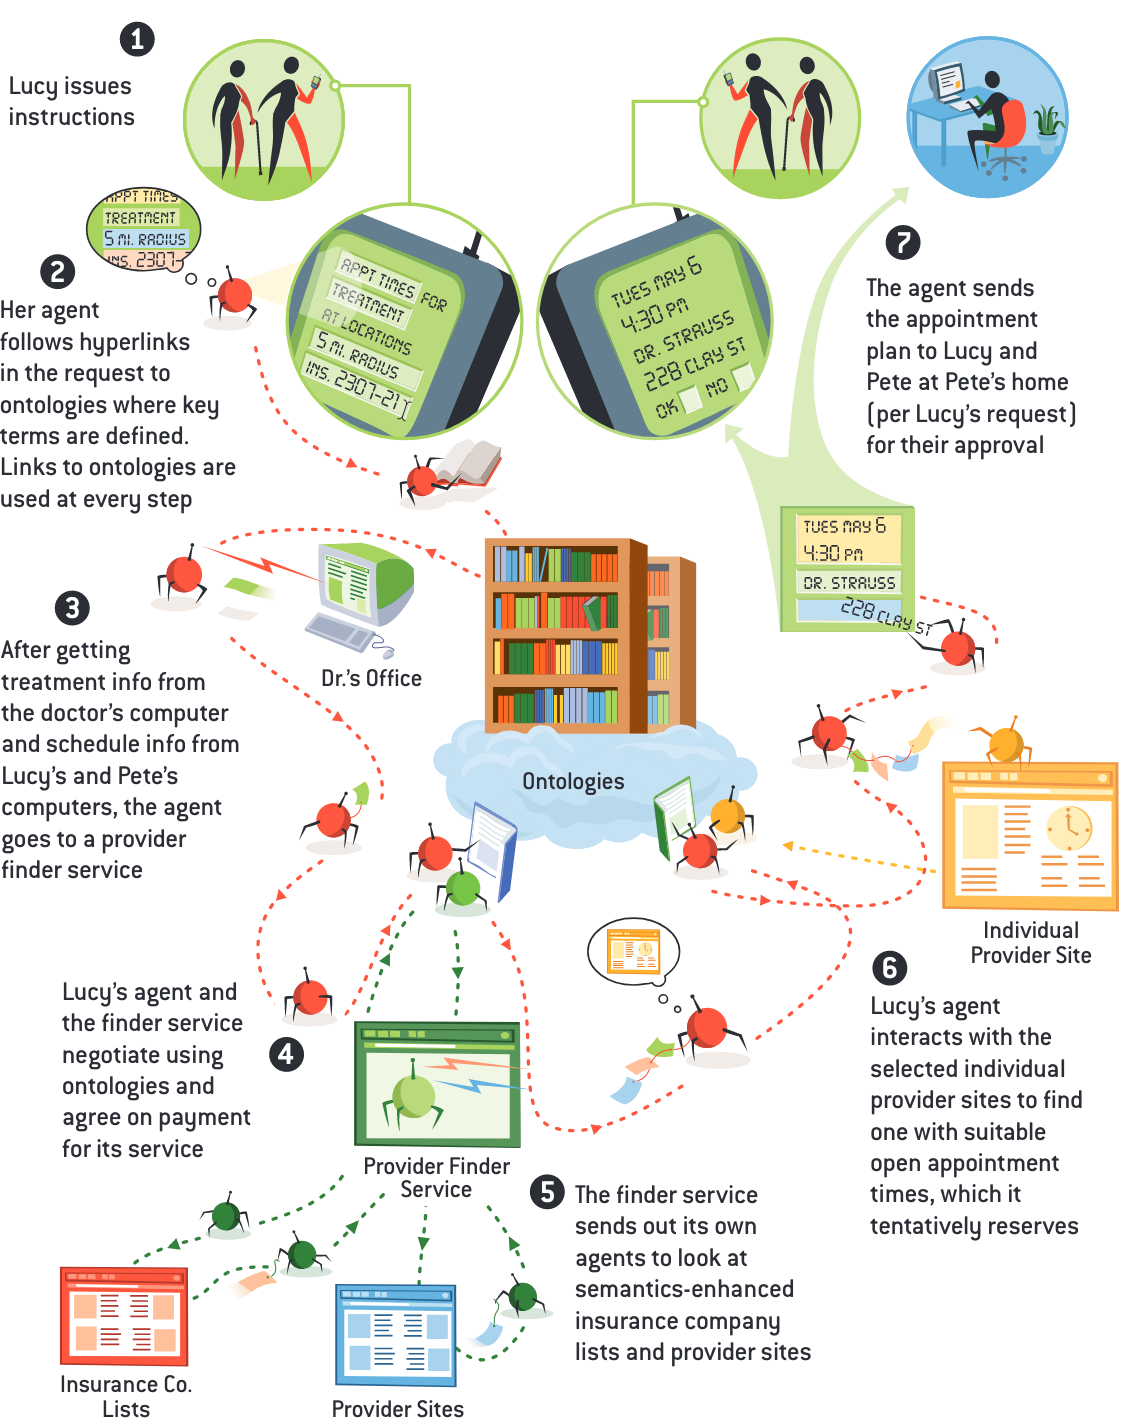 1
Lucy issues
instructions
APPT TIMES
TREATMENT
5 MI. RADIUS
INS. 2307-
2
Her agent
follows hyperlinks
in the request to
ontologies where key
terms are defined.
Links to ontologies are
used at every step
APPT TIMES FOR
TREATMENT
AT LOCATIONS
5 MI. RADIUS
INS. 2307-21
TUES MAY 6
4:30 PM
DR. STRAUSS
228 CLAY ST
OK NO
7
The agent sends
the appointment
plan to Lucy and
Pete at Pete's home
(per Lucy's request)
for their approval
TUES MAY 6
4:30 PM
DR. STRAUSS
228 CLAY ST
3
After getting
treatment info from
the doctor's computer
and schedule info from
Lucy's and Pete's
computers, the agent
goes to a provider
finder service
Dr.'s Office
Ontologies
Individual
Provider Site
4
Lucy's agent and
the finder service
negotiate using
ontologies and
agree on payment
for its service
Provider Finder
Service
5
The finder service
sends out its own
agents to look at
semantics-enhanced
insurance company
lists and provider sites
6
Lucy's agent
interacts with the
selected individual
provider sites to find
one with suitable
open appointment
times, which it
tentatively reserves
Insurance Co.
Lists
Provider Sites